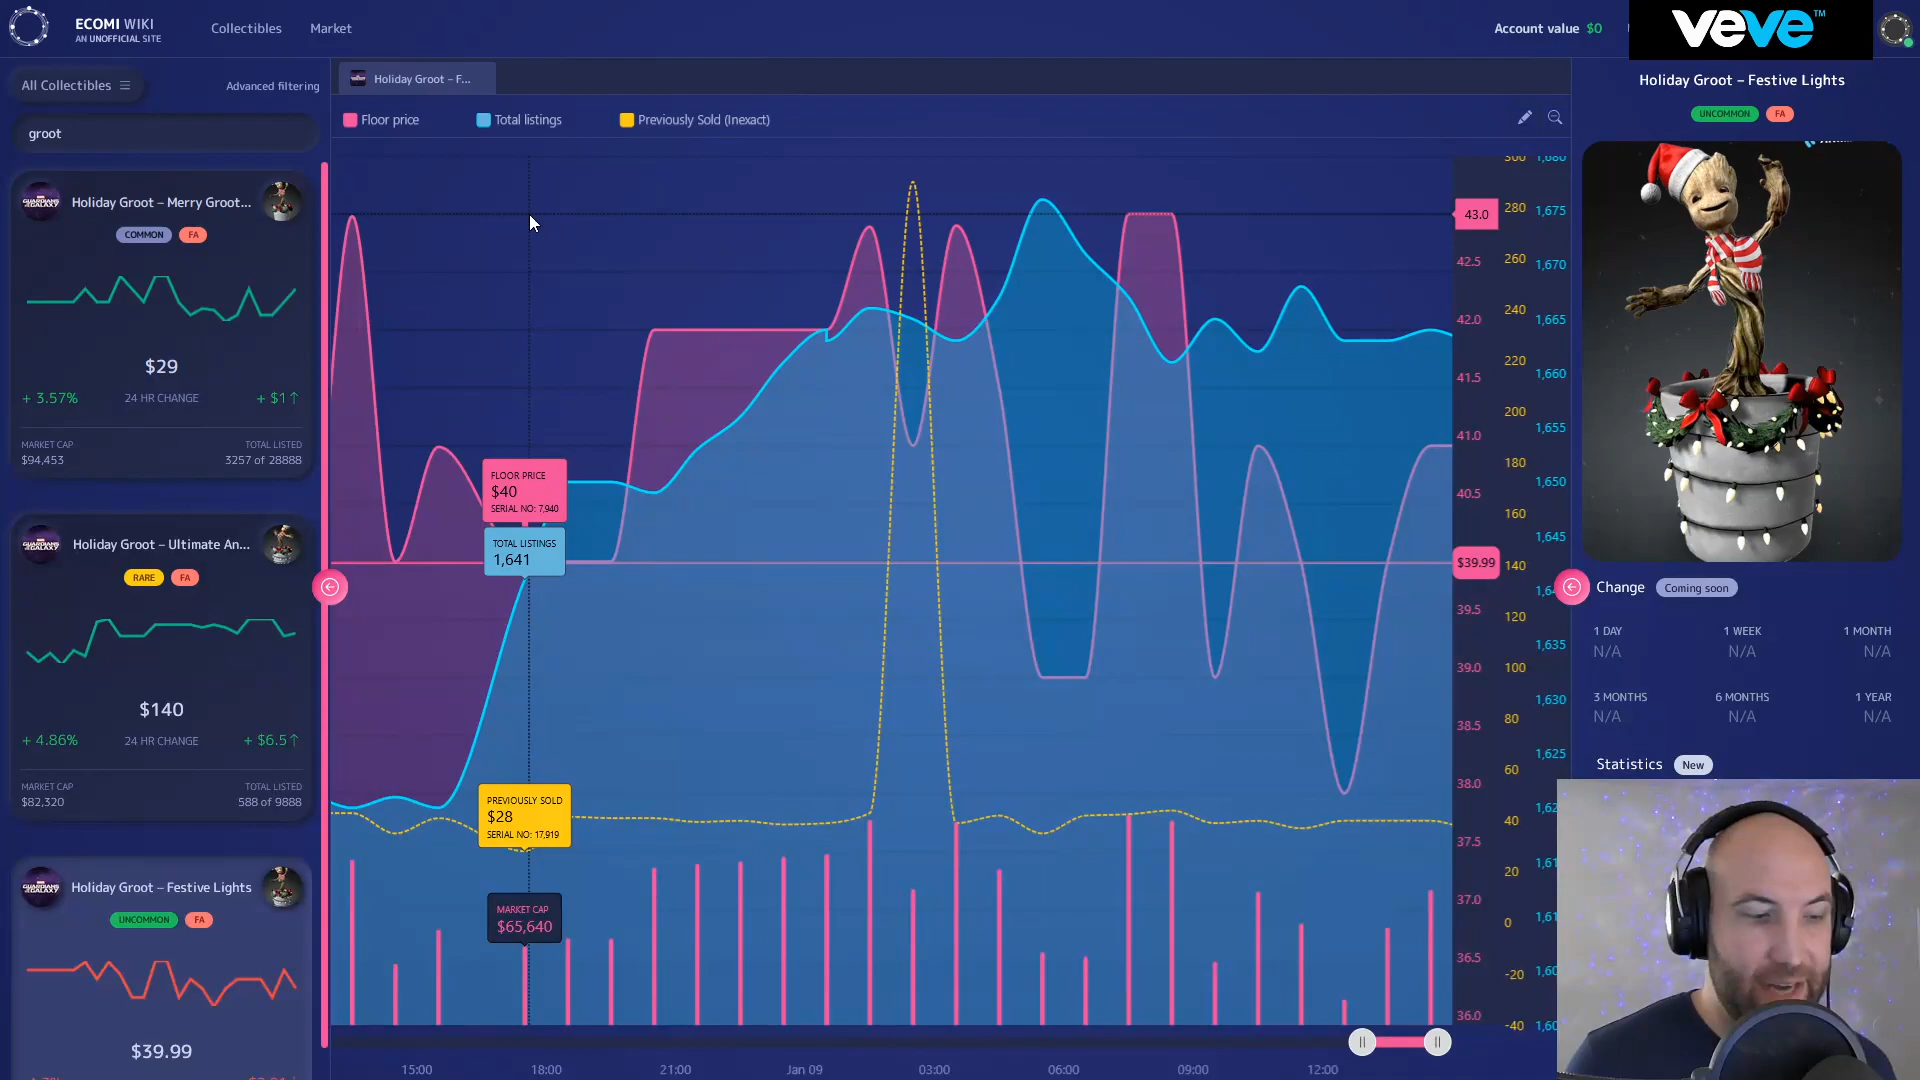 ECOMI WIKI
AN UNOFFICIAL SITE
Collectibles
Market
Account value $0
veve™
All Collectibles
Advanced filtering
groot
Holiday Groot – Merry Groot...
COMMON
FA
$29
+ 3.57%
24 HR CHANGE
+ $1↑
MARKET CAP
TOTAL LISTED
$94,453
3257 of 28888
Holiday Groot – Ultimate An...
RARE
FA
$140
+ 4.86%
24 HR CHANGE
+ $6.5↑
MARKET CAP
TOTAL LISTED
$82,320
588 of 9888
Holiday Groot – Festive Lights
UNCOMMON
FA
$39.99
Holiday Groot – F...
Floor price
Total listings
Previously Sold (Inexact)
FLOOR PRICE
$40
SERIAL NO: 7,940
TOTAL LISTINGS
1,641
PREVIOUSLY SOLD
$28
SERIAL NO: 17,919
MARKET CAP
$65,640
43.0
42.5
42.0
41.5
41.0
40.5
$39.99
39.5
39.0
38.5
38.0
37.5
37.0
36.5
36.0
300
280
260
240
220
200
180
160
140
120
100
80
60
40
20
0
-20
-40
1,680
1,675
1,670
1,665
1,660
1,655
1,650
1,645
1,635
1,630
1,625
15:00
18:00
21:00
Jan 09
03:00
06:00
09:00
12:00
Holiday Groot – Festive Lights
UNCOMMON
FA
Change
Coming soon
1 DAY
1 WEEK
1 MONTH
N/A
N/A
N/A
3 MONTHS
6 MONTHS
1 YEAR
N/A
N/A
N/A
Statistics
New